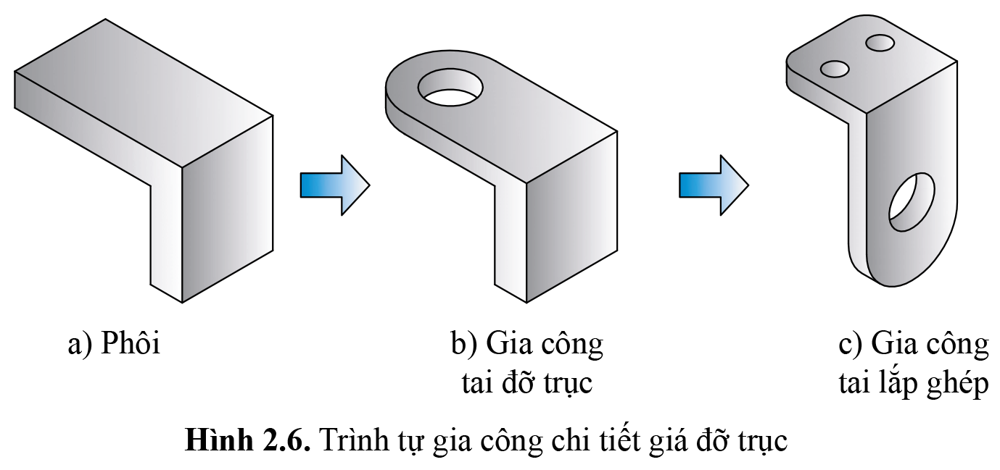 a) Phôi
b) Gia công
tai đỡ trục
c) Gia công
tai lắp ghép
Hình 2.6. Trình tự gia công chi tiết giá đỡ trục